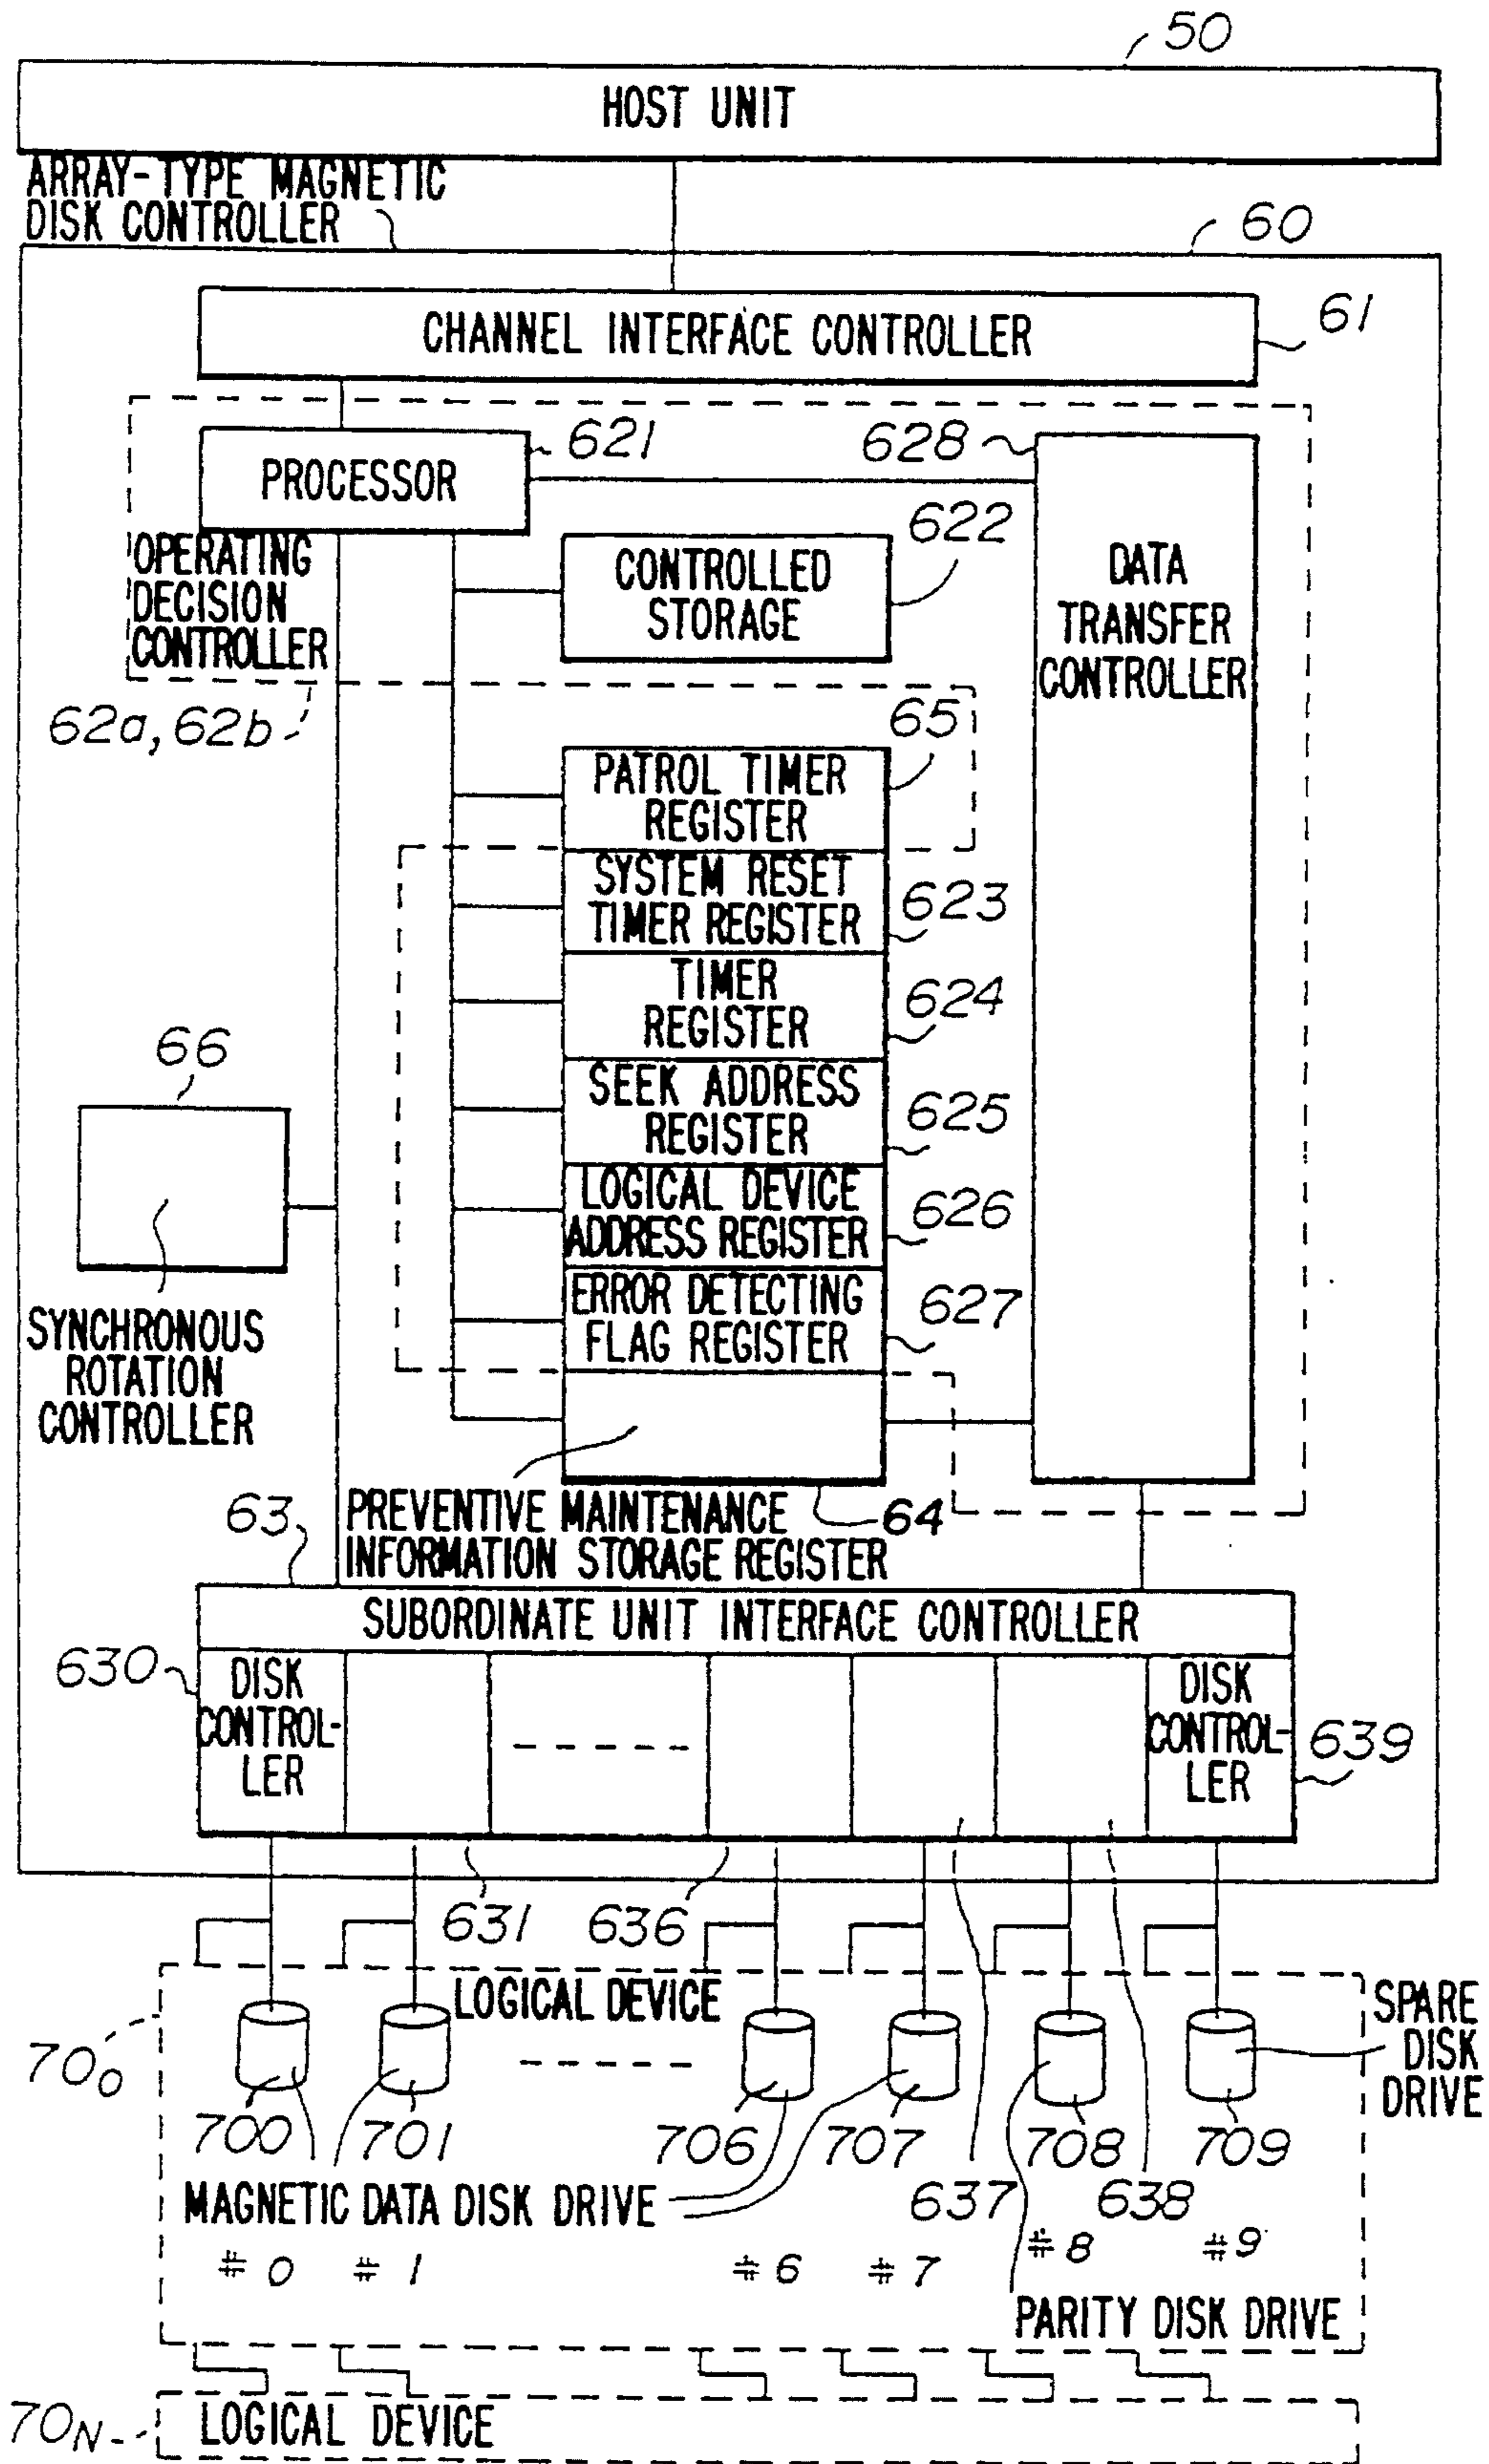 50
HOST UNIT
ARRAY-TYPE MAGNETIC
DISK CONTROLLER
60
CHANNEL INTERFACE CONTROLLER
61
PROCESSOR
621
628
OPERATING
DECISION
CONTROLLER
62a, 62b
CONTROLLED
STORAGE
622
DATA
TRANSFER
CONTROLLER
PATROL TIMER
REGISTER
65
SYSTEM RESET
TIMER REGISTER
623
TIMER
REGISTER
624
SEEK ADDRESS
REGISTER
625
LOGICAL DEVICE
ADDRESS REGISTER
626
ERROR DETECTING
FLAG REGISTER
627
66
SYNCHRONOUS
ROTATION
CONTROLLER
PREVENTIVE MAINTENANCE
INFORMATION STORAGE REGISTER
64
63
SUBORDINATE UNIT INTERFACE CONTROLLER
630
DISK
CONTROL-
LER
DISK
CONTROL-
LER
639
631
636
LOGICAL DEVICE
70₀
SPARE
DISK
DRIVE
700
701
706
707
708
709
MAGNETIC DATA DISK DRIVE
637
638
#0
#1
#6
#7
#8
#9
PARITY DISK DRIVE
70N
LOGICAL DEVICE